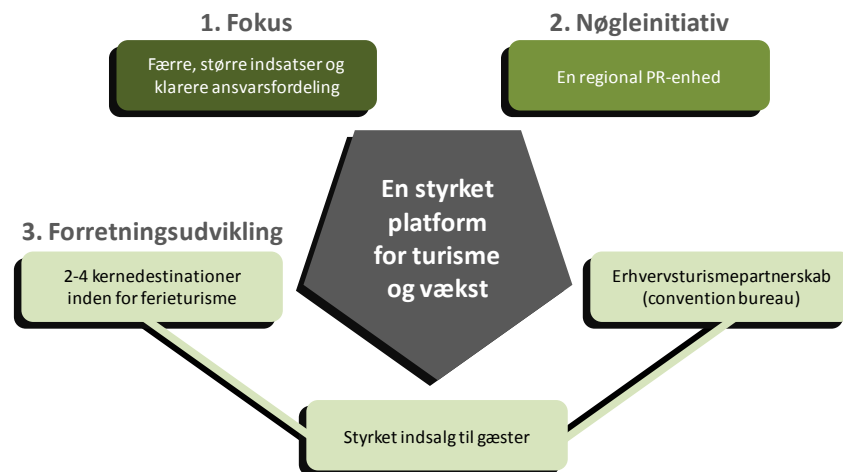 1. Fokus
Færre, større indsatser og
klarere ansvarsfordeling
2. Nøgleinitiativ
En regional PR-enhed
En styrket
platform
for turisme
og vækst
3. Forretningsudvikling
2-4 kernedestinationer
inden for ferieturisme
Erhvervsturismepartnerskab
(convention bureau)
Styrket indsalg til gæster